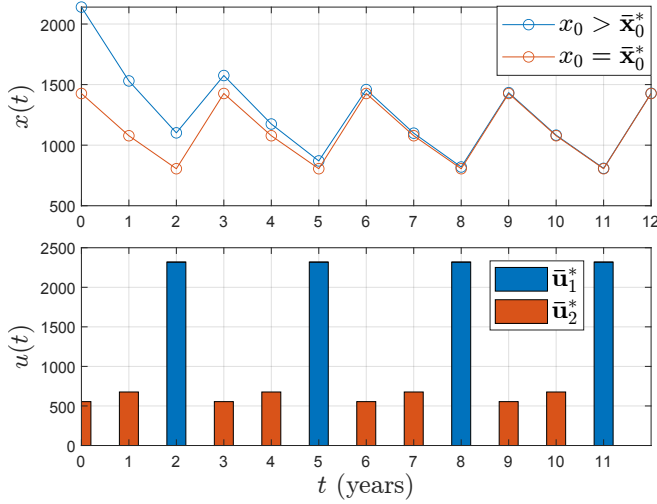 2000
1500
1000
500
x(t)
x₀ > x̄₀*
x₀ = x̄₀*
0 1 2 3 4 5 6 7 8 9 10 11 12
2500
2000
1500
1000
500
0
u(t)
ū₁*
ū₂*
0 1 2 3 4 5 6 7 8 9 10 11
t (years)